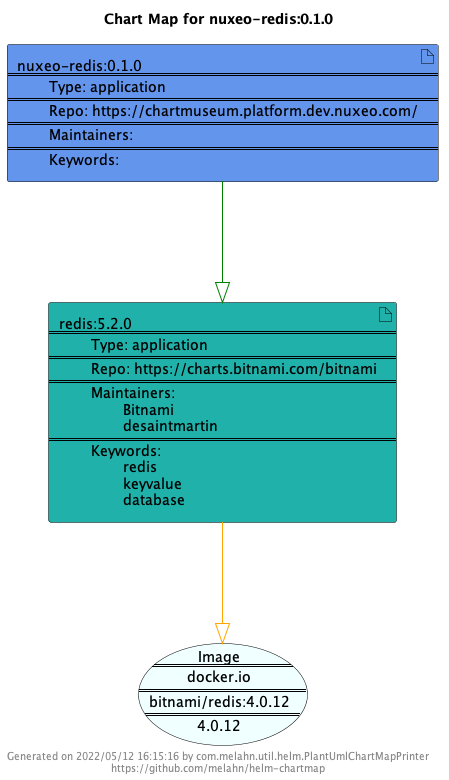 Chart Map for nuxeo-redis:0.1.0
nuxeo-redis:0.1.0
Type: application
Repo: https://chartmuseum.platform.dev.nuxeo.com/
Maintainers:
Keywords:
redis:5.2.0
Type: application
Repo: https://charts.bitnami.com/bitnami
Maintainers:
Bitnami
desaintmartin
Keywords:
redis
keyvalue
database
Image
docker.io
bitnami/redis:4.0.12
4.0.12
Generated on 2022/05/12 16:15:16 by com.melahn.util.helm.PlantUmlChartMapPrinter
https://github.com/melahn/helm-chartmap